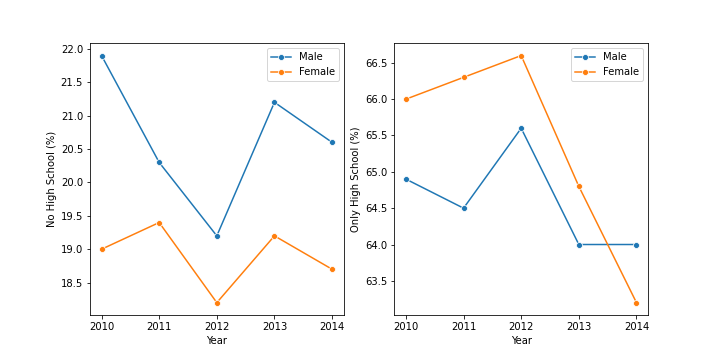 No High School (%)
22.0
21.5
21.0
20.5
20.0
19.5
19.0
18.5
2010 2011 2012 2013 2014
Year
Male
Female
Only High School (%)
66.5
66.0
65.5
65.0
64.5
64.0
63.5
2010 2011 2012 2013 2014
Year
Male
Female